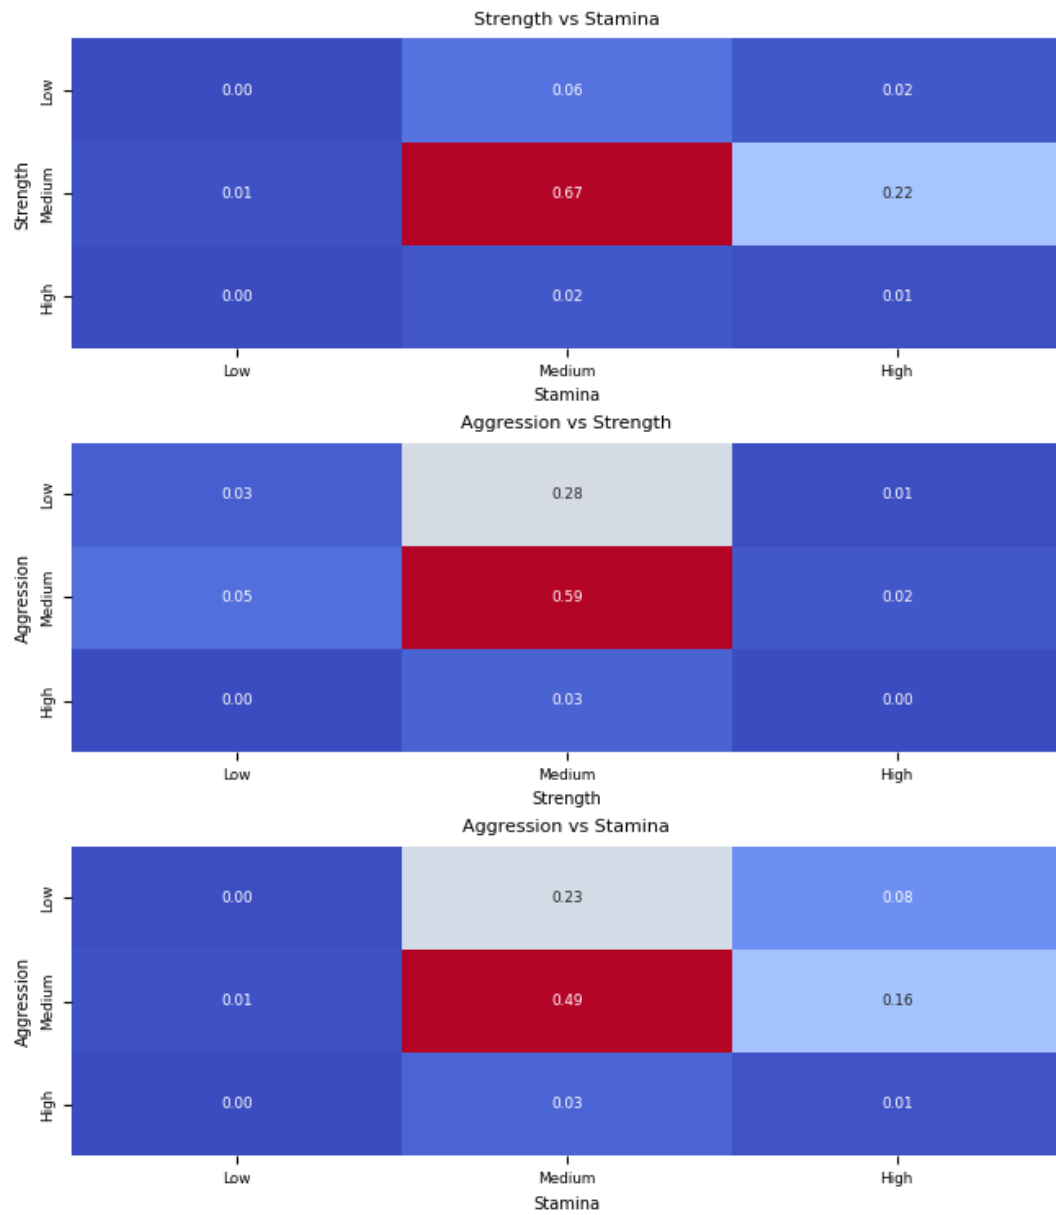 Strength vs Stamina
Low 0.00 0.06 0.02
Strength
Medium 0.01 0.67 0.22
High 0.00 0.02 0.01
Low Medium High
Stamina
Aggression vs Strength
Low 0.03 0.28 0.01
Aggression
Medium 0.05 0.59 0.02
High 0.00 0.03 0.00
Low Medium High
Strength
Aggression vs Stamina
Low 0.00 0.23 0.08
Aggression
Medium 0.01 0.49 0.16
High 0.00 0.03 0.01
Low Medium High
Stamina